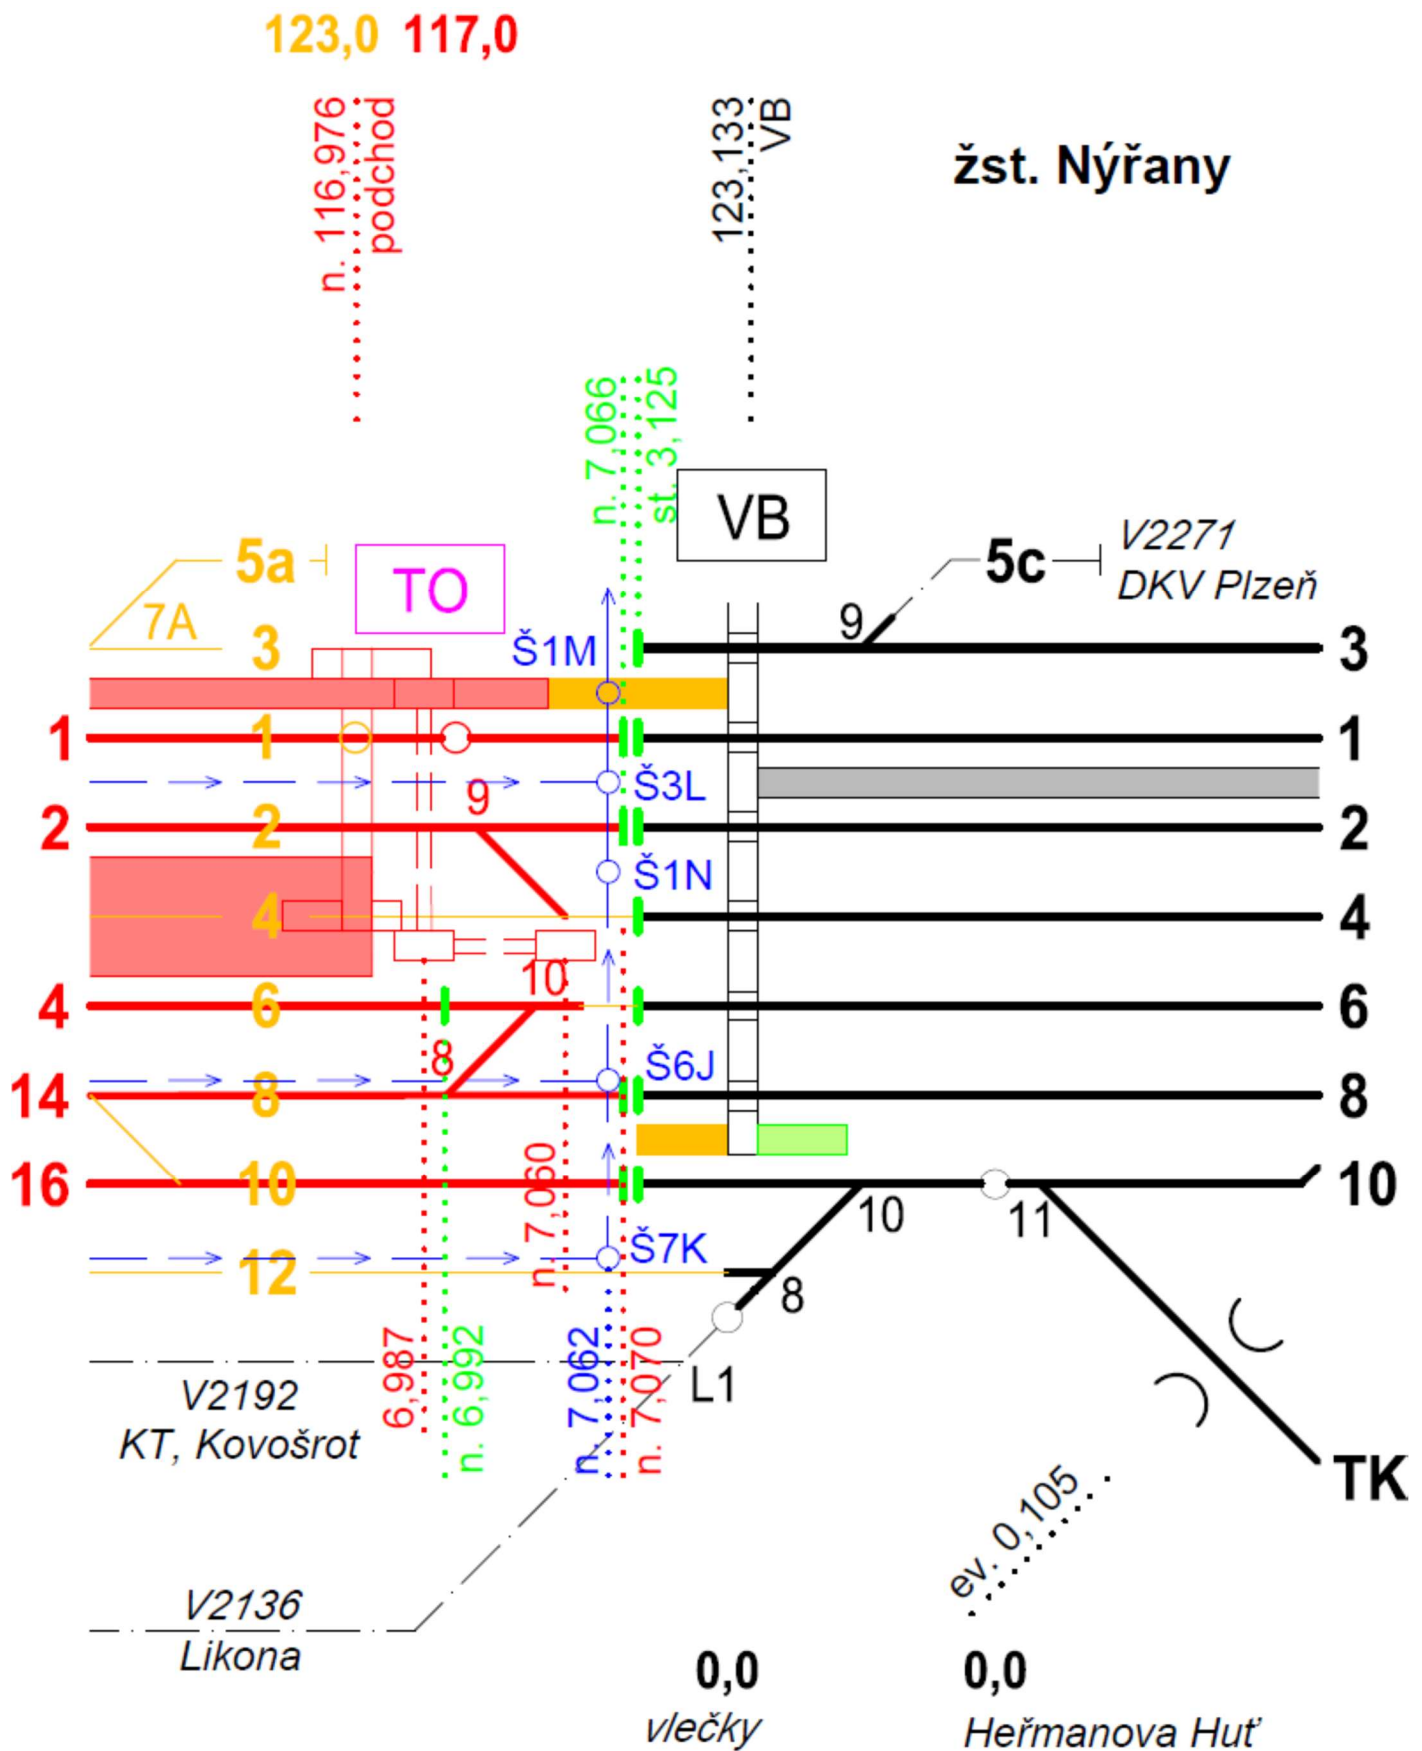 123,0 117,0
n. 116,976
podchod
123,133
VB
žst. Nýřany
n. 7,066
st. 3,125
VB
TO
5a
5c
V2271
DKV Plzeň
7A
3
Š1M
9
3
1
1
1
Š3L
9
2
2
2
Š1N
4
4
10
4
6
6
8
Š6J
14
8
8
n. 7,060
16
10
10
11
10
Š7K
12
8
6,987
n. 6,992
n. 7,062
n. 7,070
L1
V2192
KT, Kovošrot
TK
ev. 0,105
V2136
Likona
0,0
vlečky
0,0
Heřmanova Huť